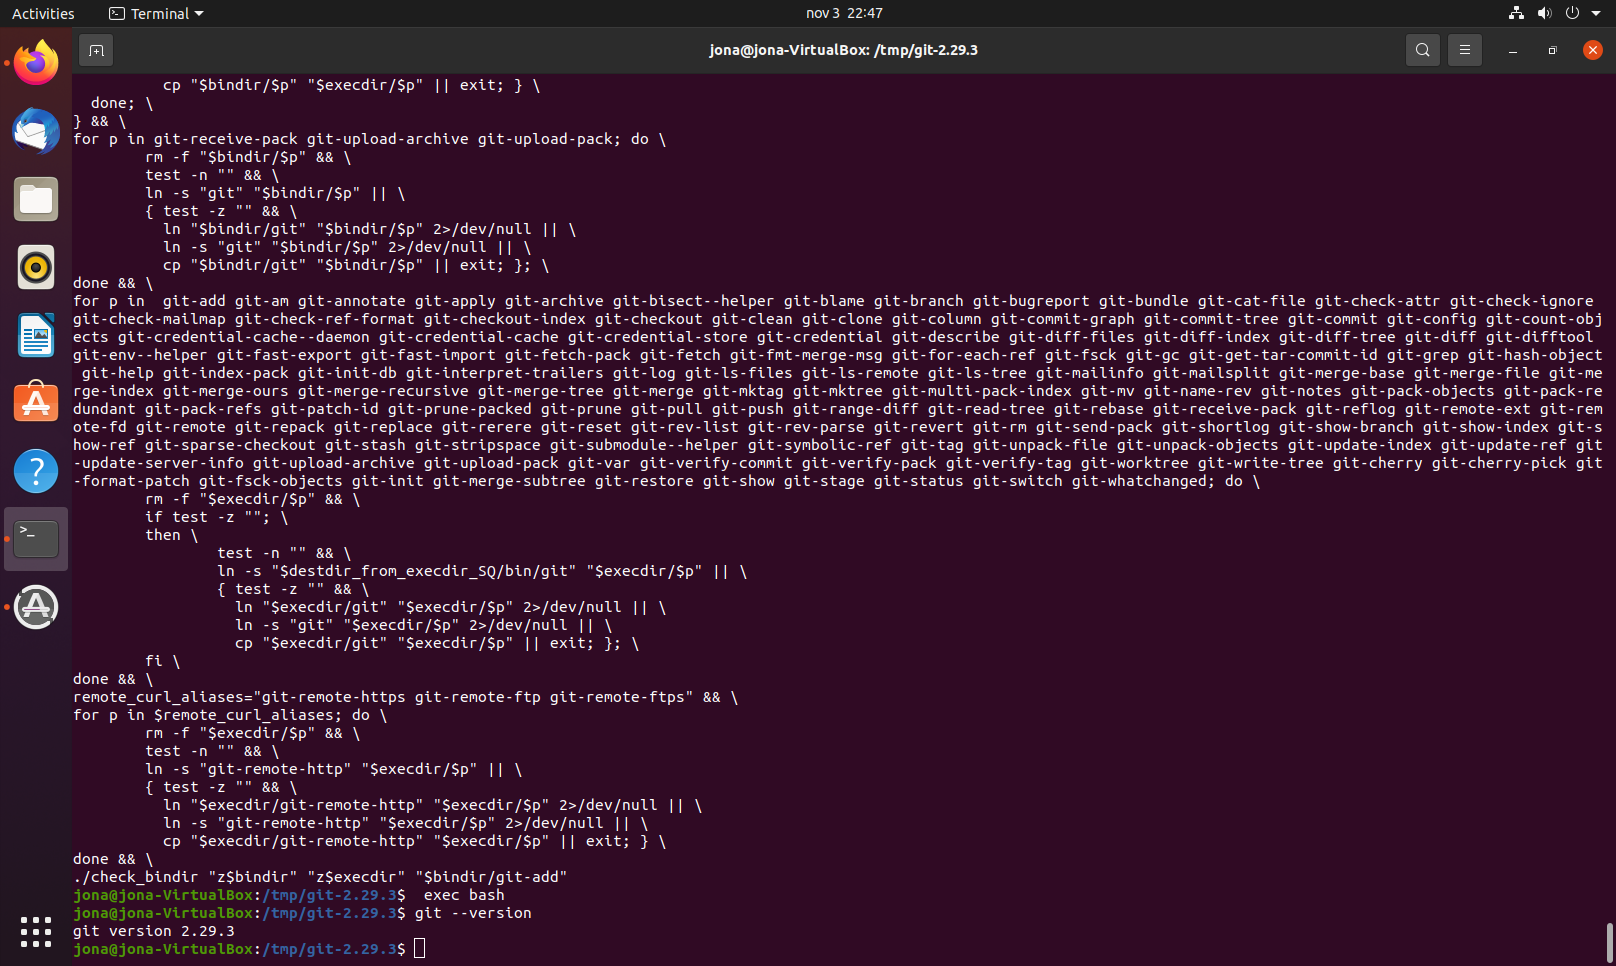 Activities
Terminal
nov 3 22:47
jona@jona-VirtualBox: /tmp/git-2.29.3
cp "$bindir/$p" "$execdir/$p" || exit; } \
done; \
} && \
for p in git-receive-pack git-upload-archive git-upload-pack; do \
rm -f "$bindir/$p" && \
test -n "" && \
ln -s "git" "$bindir/$p" || \
{ test -z "" && \
ln "$bindir/git" "$bindir/$p" 2>/dev/null || \
ln -s "git" "$bindir/$p" 2>/dev/null || \
cp "$bindir/git" "$bindir/$p" || exit; }; \
done && \
for p in  git-add git-am git-annotate git-apply git-archive git-bisect--helper git-blame git-branch git-bugreport git-bundle git-cat-file git-check-attr git-check-ignore
git-check-mailmap git-check-ref-format git-checkout-index git-checkout git-clean git-clone git-column git-commit-graph git-commit-tree git-commit git-config git-count-obj
ects git-credential-cache--daemon git-credential-cache git-credential-store git-credential git-describe git-diff-files git-diff-index git-diff-tree git-diff git-difftool
git-env--helper git-fast-export git-fast-import git-fetch-pack git-fetch git-fmt-merge-msg git-for-each-ref git-fsck git-gc git-get-tar-commit-id git-grep git-hash-object
git-help git-index-pack git-init-db git-interpret-trailers git-log git-ls-files git-ls-remote git-ls-tree git-mailinfo git-mailsplit git-merge-base git-merge-file git-me
rge-index git-merge-ours git-merge-recursive git-merge-tree git-merge git-mktag git-mktree git-multi-pack-index git-mv git-name-rev git-notes git-pack-objects git-pack-re
dundant git-pack-refs git-patch-id git-prune-packed git-prune git-pull git-push git-range-diff git-read-tree git-rebase git-receive-pack git-reflog git-remote-ext git-rem
ote-fd git-remote git-repack git-replace git-rerere git-reset git-rev-list git-rev-parse git-revert git-rm git-send-pack git-shortlog git-show-branch git-show-index git-s
how-ref git-sparse-checkout git-stash git-stripspace git-submodule--helper git-symbolic-ref git-tag git-unpack-file git-unpack-objects git-update-index git-update-ref git
-update-server-info git-upload-archive git-upload-pack git-var git-verify-commit git-verify-pack git-verify-tag git-worktree git-write-tree git-cherry git-cherry-pick git
-format-patch git-fsck-objects git-init git-merge-subtree git-restore git-show git-stage git-status git-switch git-whatchanged; do \
rm -f "$execdir/$p" && \
if test -z ""; \
then \
test -n "" && \
ln -s "$destdir_from_execdir_SQ/bin/git" "$execdir/$p" || \
{ test -z "" && \
ln "$execdir/git" "$execdir/$p" 2>/dev/null || \
ln -s "git" "$execdir/$p" 2>/dev/null || \
cp "$execdir/git" "$execdir/$p" || exit; }; \
fi \
done && \
remote_curl_aliases="git-remote-https git-remote-ftp git-remote-ftps" && \
for p in $remote_curl_aliases; do \
rm -f "$execdir/$p" && \
test -n "" && \
ln -s "git-remote-http" "$execdir/$p" || \
{ test -z "" && \
ln "$execdir/git-remote-http" "$execdir/$p" 2>/dev/null || \
ln -s "git-remote-http" "$execdir/$p" 2>/dev/null || \
cp "$execdir/git-remote-http" "$execdir/$p" || exit; } \
done && \
./check_bindir "z$bindir" "z$execdir" "$bindir/git-add"
jona@jona-VirtualBox:/tmp/git-2.29.3$  exec bash
jona@jona-VirtualBox:/tmp/git-2.29.3$ git --version
git version 2.29.3
jona@jona-VirtualBox:/tmp/git-2.29.3$